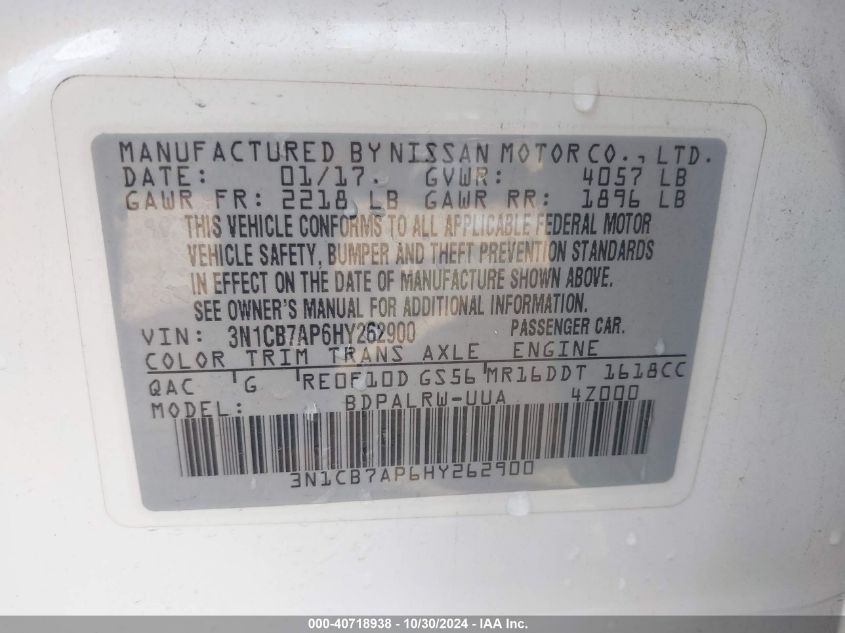 MANUFACTURED BY NISSAN MOTOR CO., LTD.
DATE: 01/17. GVWR: 4057 LB
GAWR FR: 2218 LB GAWR RR: 1896 LB
THIS VEHICLE CONFORMS TO ALL APPLICABLE FEDERAL MOTOR
VEHICLE SAFETY, BUMPER AND THEFT PREVENTION STANDARDS
IN EFFECT ON THE DATE OF MANUFACTURE SHOWN ABOVE.
SEE OWNER'S MANUAL FOR ADDITIONAL INFORMATION.
VIN: 3N1CB7AP6HY262900 PASSENGER CAR.
COLOR TRIM TRANS AXLE ENGINE
QAC G RE0F10D GS56 MR16DDT 1618CC
MODEL: BDPALRW-UUA 4Z000
3N1CB7AP6HY262900
000-40718938 - 10/30/2024 - IAA Inc.